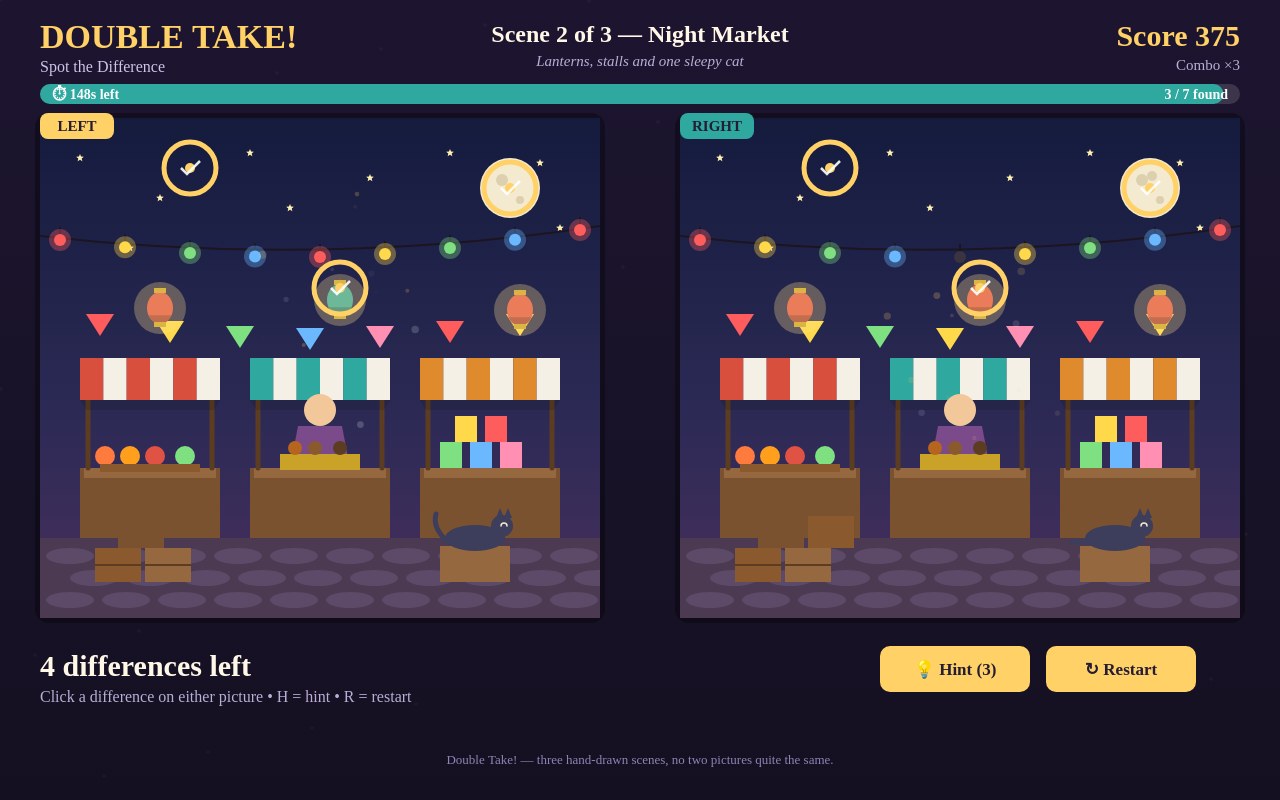 DOUBLE TAKE!
Spot the Difference
Scene 2 of 3 — Night Market
Lanterns, stalls and one sleepy cat
Score 375
Combo ×3
⏱ 148s left
3 / 7 found
LEFT
RIGHT
4 differences left
Click a difference on either picture • H = hint • R = restart
💡 Hint (3)
↻ Restart
Double Take! — three hand-drawn scenes, no two pictures quite the same.